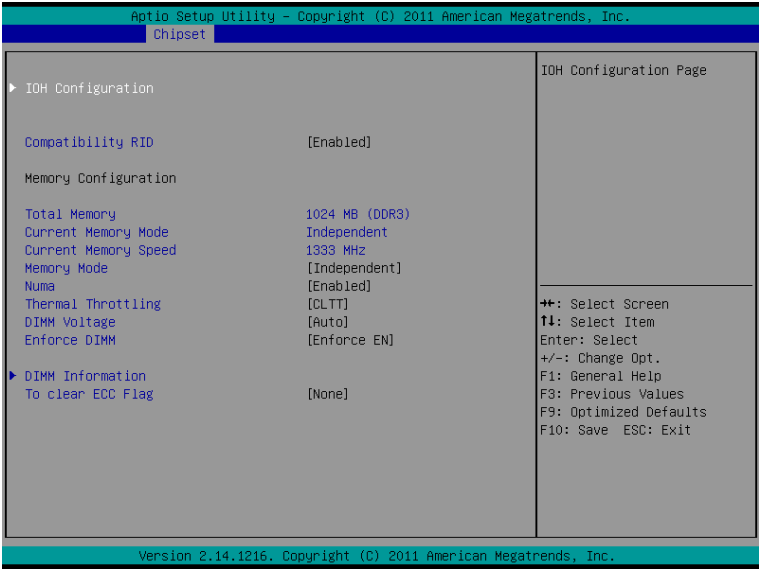 Aptio Setup Utility – Copyright (C) 2011 American Megatrends, Inc.
Chipset
IOH Configuration
Compatibility RID [Enabled]
Memory Configuration
Total Memory 1024 MB (DDR3)
Current Memory Mode Independent
Current Memory Speed 1333 MHz
Memory Mode [Independent]
Numa [Enabled]
Thermal Throttling [CLTT]
DIMM Voltage [Auto]
Enforce DIMM [Enforce EN]
DIMM Information
To clear ECC Flag [None]
IOH Configuration Page
→←: Select Screen
↑↓: Select Item
Enter: Select
+/-: Change Opt.
F1: General Help
F3: Previous Values
F9: Optimized Defaults
F10: Save ESC: Exit
Version 2.14.1216. Copyright (C) 2011 American Megatrends, Inc.